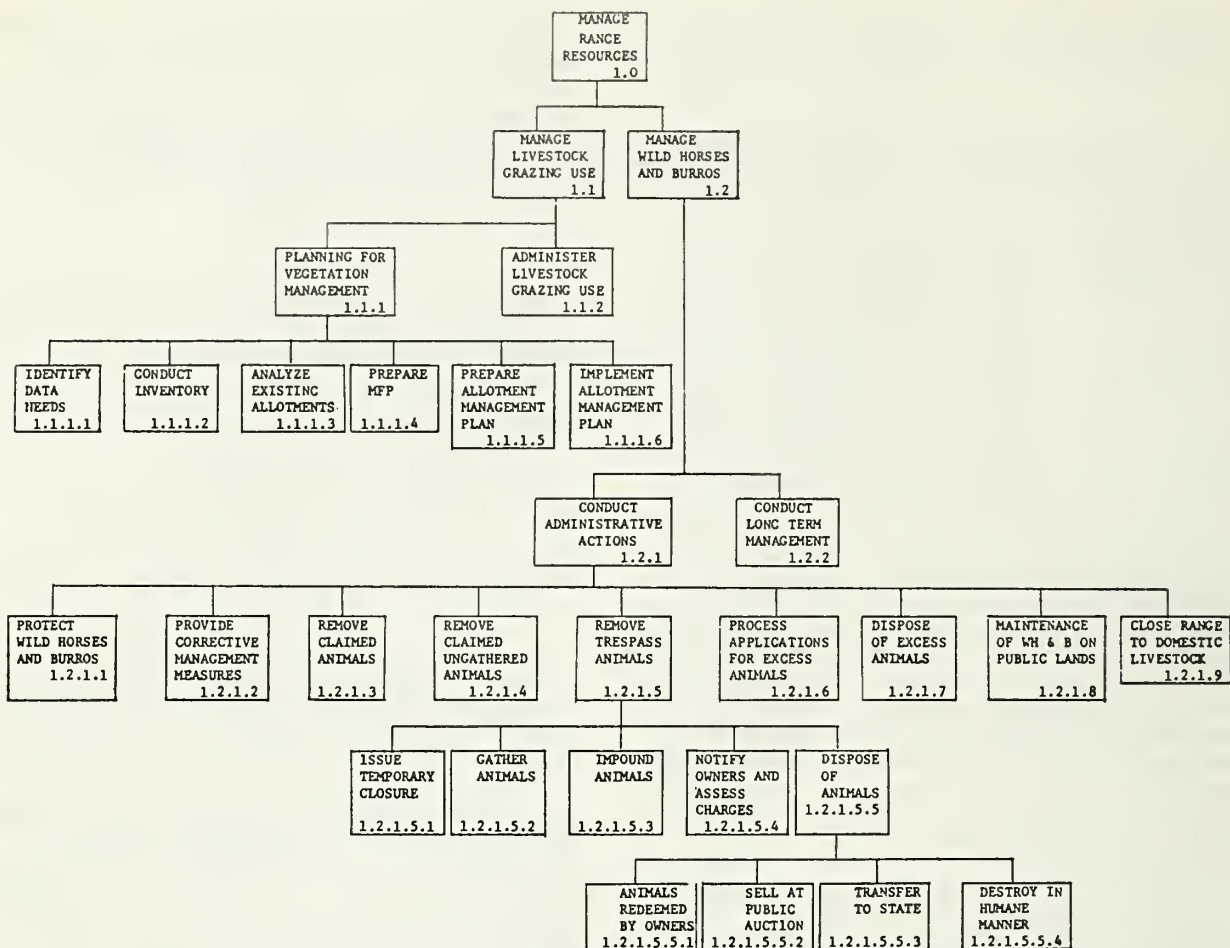 MANAGE
RANGE
RESOURCES
1.0
MANAGE
LIVESTOCK
GRAZING USE
1.1
MANAGE
WILD HORSES
AND BURROS
1.2
PLANNING FOR
VEGETATION
MANAGEMENT
1.1.1
ADMINISTER
LIVESTOCK
GRAZING USE
1.1.2
IDENTIFY
DATA
NEEDS
1.1.1.1
CONDUCT
INVENTORY
1.1.1.2
ANALYZE
EXISTING
ALLOTMENTS
1.1.1.3
PREPARE
MFP
1.1.1.4
PREPARE
ALLOTMENT
MANAGEMENT
PLAN
1.1.1.5
IMPLEMENT
ALLOTMENT
MANAGEMENT
PLAN
1.1.1.6
CONDUCT
ADMINISTRATIVE
ACTIONS
1.2.1
CONDUCT
LONG TERM
MANAGEMENT
1.2.2
PROTECT
WILD HORSES
AND BURROS
1.2.1.1
PROVIDE
CORRECTIVE
MANAGEMENT
MEASURES
1.2.1.2
REMOVE
CLAIMED
ANIMALS
1.2.1.3
REMOVE
CLAIMED
UNGATHERED
ANIMALS
1.2.1.4
REMOVE
TRESPASS
ANIMALS
1.2.1.5
PROCESS
APPLICATIONS
FOR EXCESS
ANIMALS
1.2.1.6
DISPOSE
OF EXCESS
ANIMALS
1.2.1.7
MAINTENANCE
OF WH & B ON
PUBLIC LANDS
1.2.1.8
CLOSE RANGE
TO DOMESTIC
LIVESTOCK
1.2.1.9
ISSUE
TEMPORARY
CLOSURE
1.2.1.5.1
GATHER
ANIMALS
1.2.1.5.2
IMPOUND
ANIMALS
1.2.1.5.3
NOTIFY
OWNERS AND
ASSESS
CHARGES
1.2.1.5.4
DISPOSE
OF
ANIMALS
1.2.1.5.5
ANIMALS
REDEEMED
BY OWNERS
1.2.1.5.5.1
SELL AT
PUBLIC
AUCTION
1.2.1.5.5.2
TRANSFER
TO STATE
1.2.1.5.5.3
DESTROY IN
HUMANE
MANNER
1.2.1.5.5.4